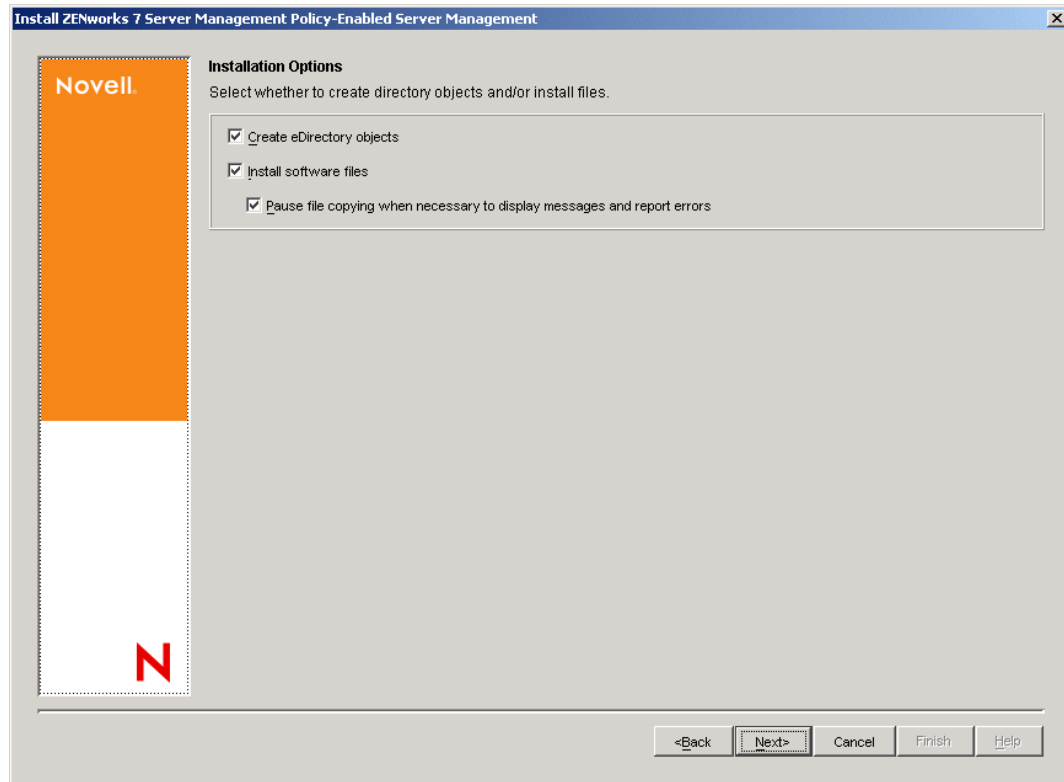 Install ZENworks 7 Server Management Policy-Enabled Server Management
Novell.
Installation Options
Select whether to create directory objects and/or install files.
Create eDirectory objects
Install software files
Pause file copying when necessary to display messages and report errors
N
<Back Next> Cancel Finish Help